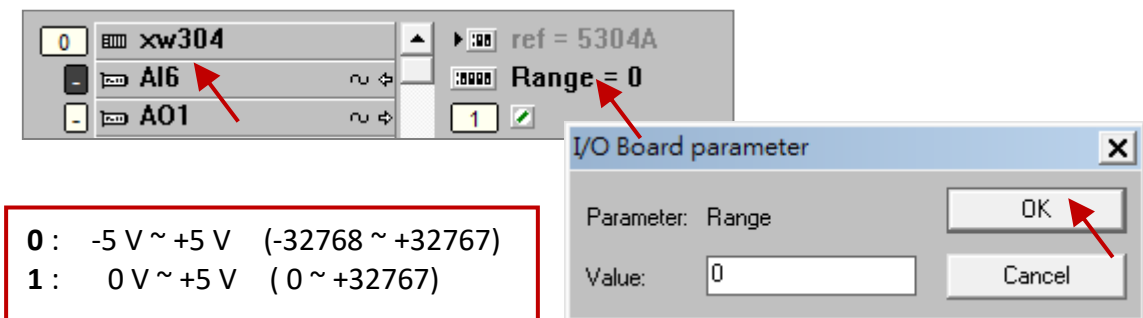 0 xw304 ref = 5304A
- AI6 Range = 0
- AO1 1
I/O Board parameter
Parameter: Range OK
Value: 0 Cancel
0 : -5 V ~ +5 V (-32768 ~ +32767)
1 : 0 V ~ +5 V ( 0 ~ +32767)